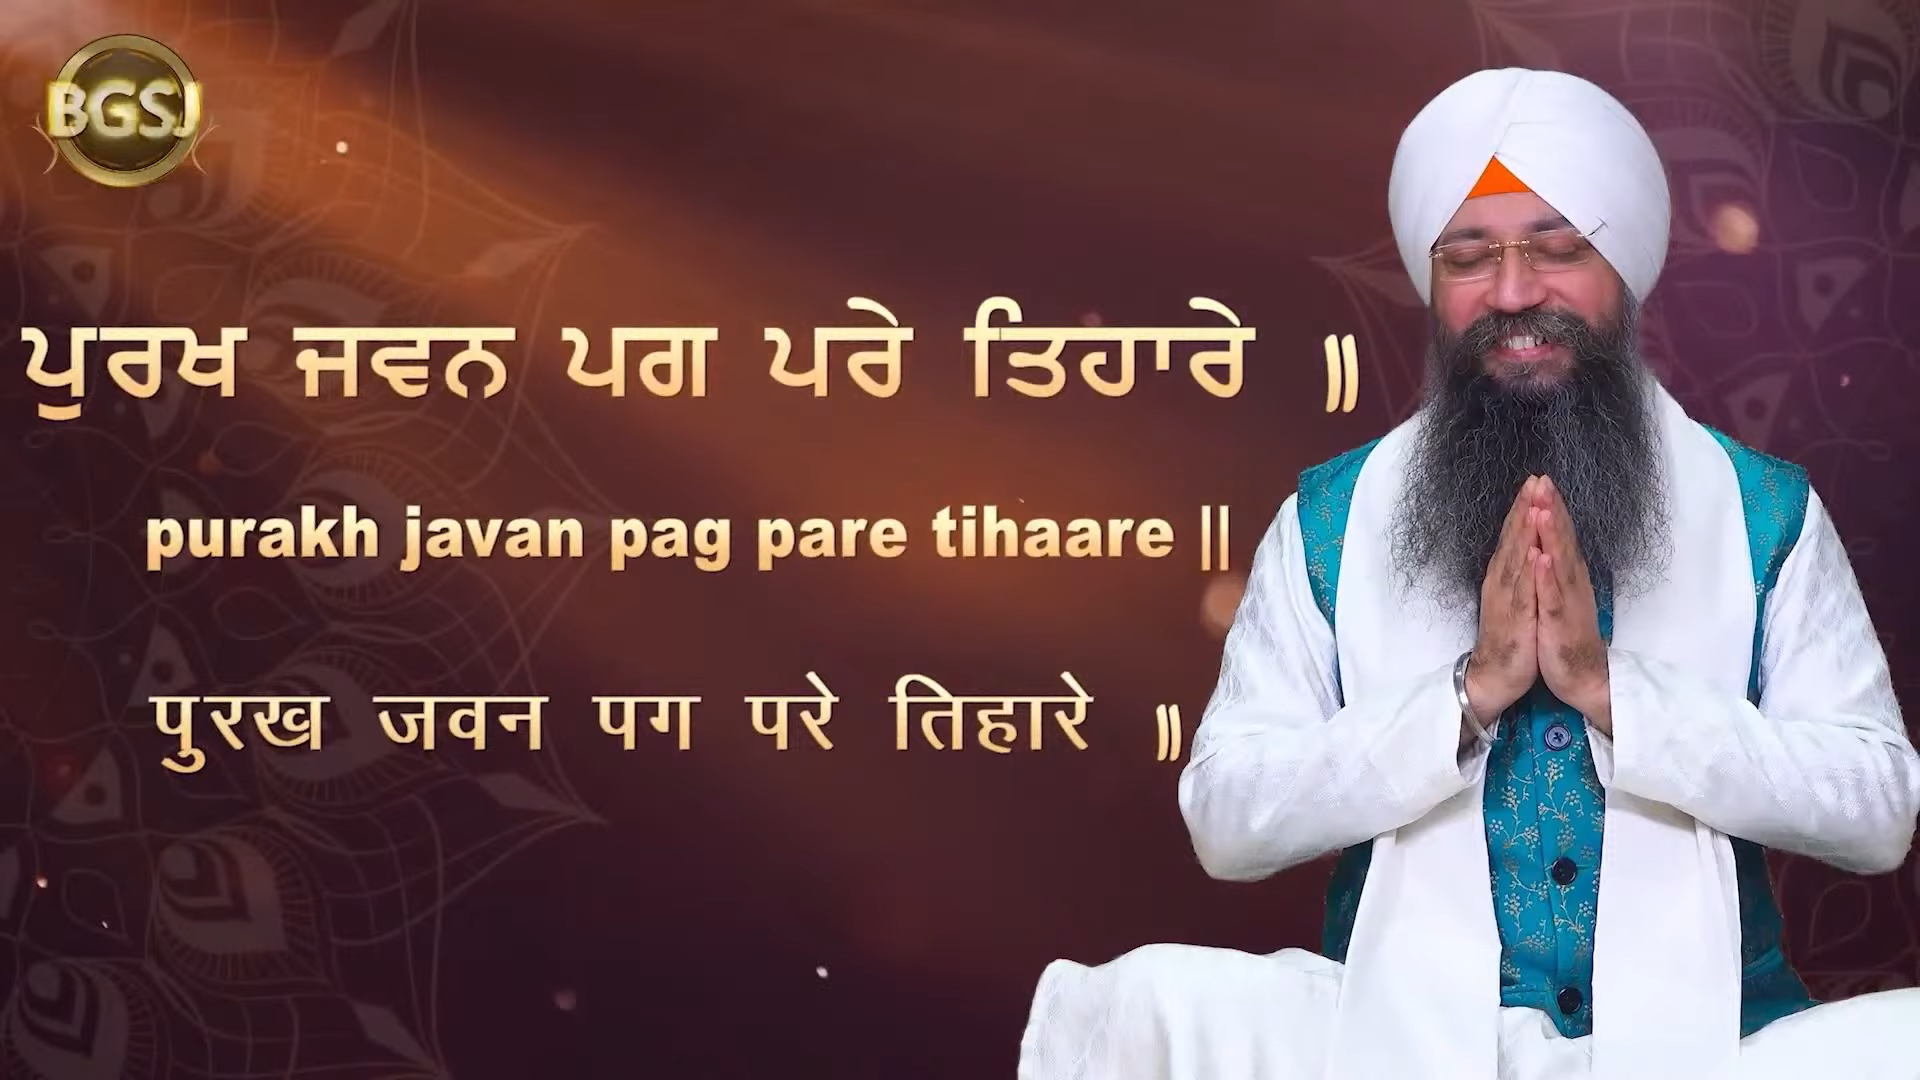 BGSJ
ਪੁਰਖ ਜਵਨ ਪਗ ਪਰੇ ਤਿਹਾਰੇ ॥
purakh javan pag pare tihaare ||
पुरख जवन पग परे तिहारे ॥